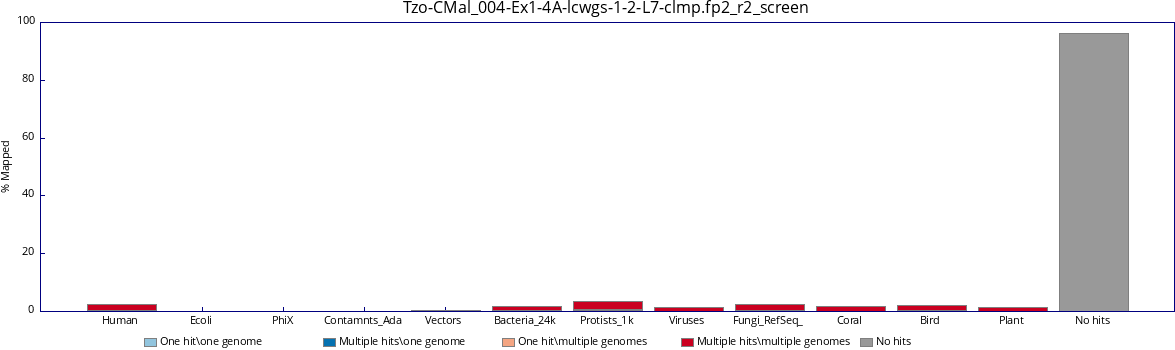 Tzo-CMal_004-Ex1-4A-lcwgs-1-2-L7-clmp.fp2_r2_screen
100
80
60
40
20
0
% Mapped
Human Ecoli PhiX Contamnts_Ada Vectors Bacteria_24k Protists_1k Viruses Fungi_RefSeq_ Coral Bird Plant No hits
One hit\one genome Multiple hits\one genome One hit\multiple genomes Multiple hits\multiple genomes No hits